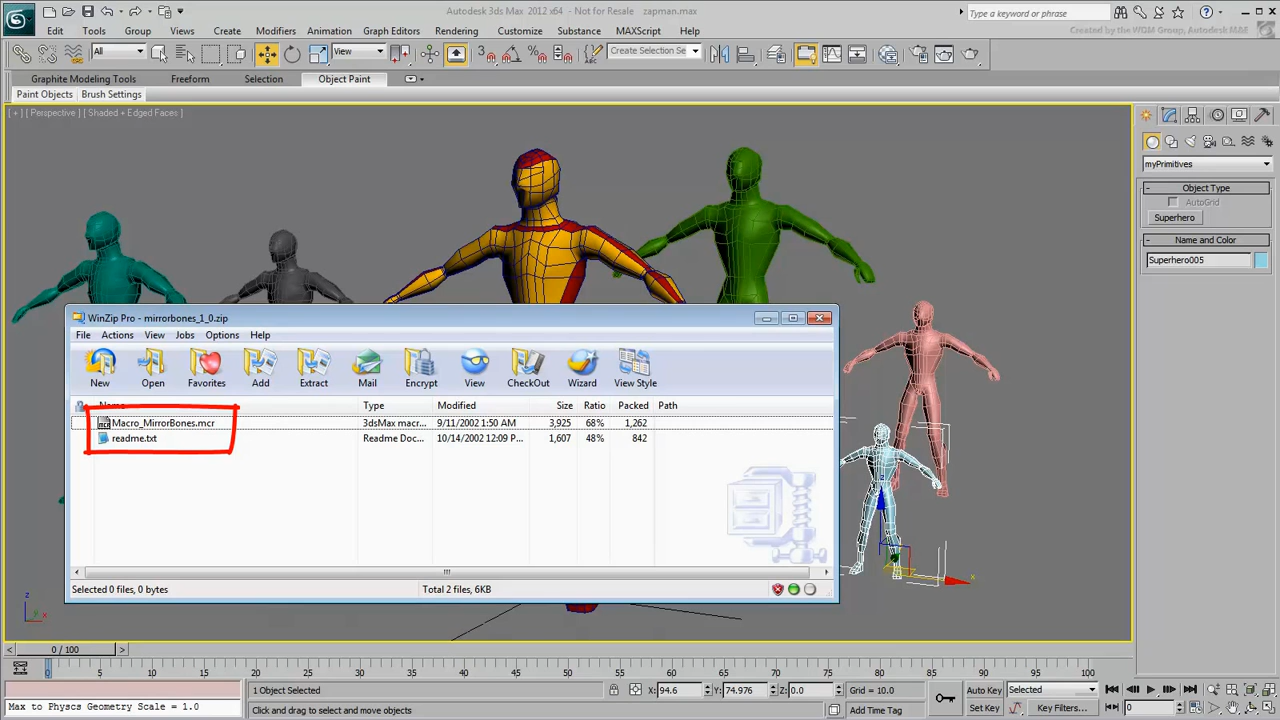 Autodesk 3ds Max 2012 x64 - Not for Resale zapman.max
Type a keyword or phrase
Edit Tools Group Views Create Modifiers Animation Graph Editors Rendering Customize Substance MAXScript Help
Created by the WDM Group, Autodesk M&E
All View Create Selection Se
Graphite Modeling Tools Freeform Selection Object Paint
Paint Objects Brush Settings
[ + ] [ Perspective ] [ Shaded + Edged Faces ]
myPrimitives
- Object Type
AutoGrid
Superhero
- Name and Color
Superhero005
WinZip Pro - mirrorbones_1_0.zip
File Actions View Jobs Options Help
New Open Favorites Add Extract Mail Encrypt View CheckOut Wizard View Style
Name Type Modified Size Ratio Packed Path
Macro_MirrorBones.mcr 3dsMax macr... 9/11/2002 1:50 AM 3,925 68% 1,262
readme.txt Readme Doc... 10/14/2002 12:09 P... 1,607 48% 842
Selected 0 files, 0 bytes Total 2 files, 6KB
x
z
y
x
< 0 / 100 >
0 5 10 15 20 25 30 35 40 45 50 55 60 65 70 75 80 85 90 95 100
1 Object Selected X: 94.6 Y: 74.976 Z: 0.0 Grid = 10.0 Auto Key Selected
Max to Physcs Geometry Scale = 1.0 Click and drag to select and move objects Add Time Tag Set Key Key Filters... 0